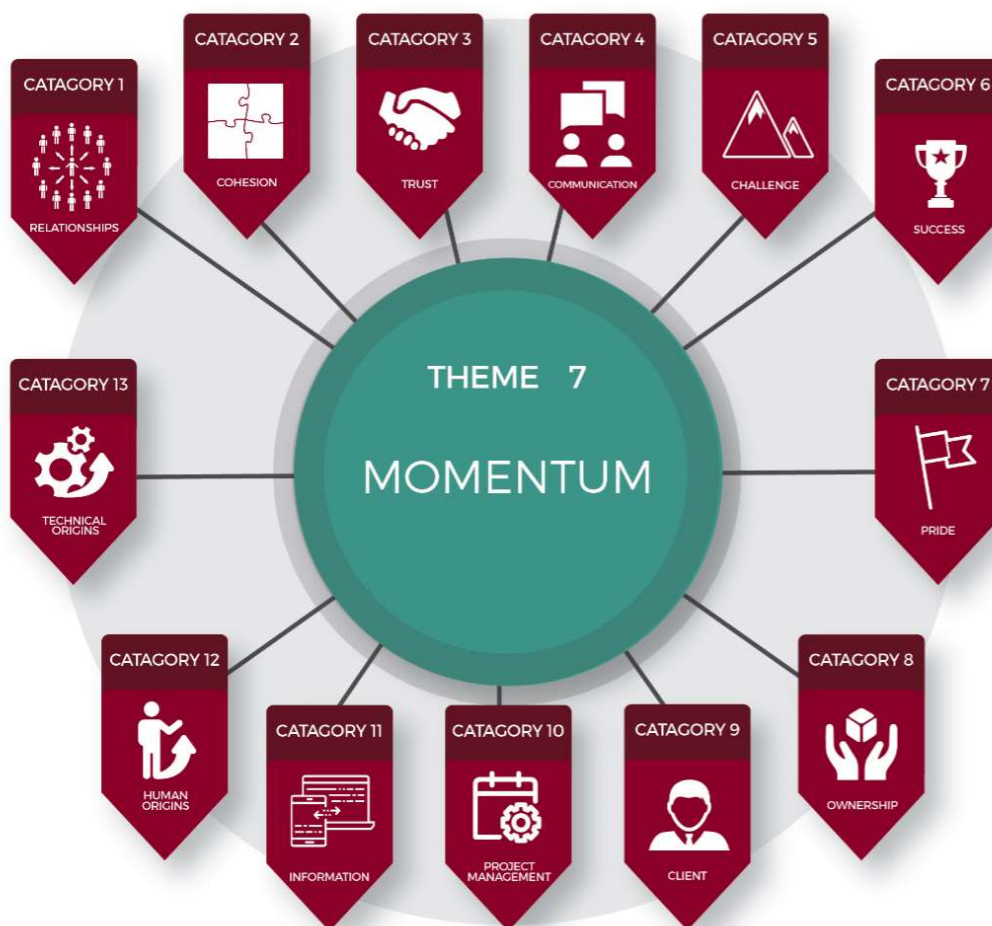 CATAGORY 1
RELATIONSHIPS
CATAGORY 2
COHESION
CATAGORY 3
TRUST
CATAGORY 4
COMMUNICATION
CATAGORY 5
CHALLENGE
CATAGORY 6
SUCCESS
THEME 7
MOMENTUM
CATAGORY 13
TECHNICAL
ORIGINS
CATAGORY 7
PRIDE
CATAGORY 12
HUMAN
ORIGINS
CATAGORY 11
INFORMATION
CATAGORY 10
PROJECT
MANAGEMENT
CATAGORY 9
CLIENT
CATAGORY 8
OWNERSHIP